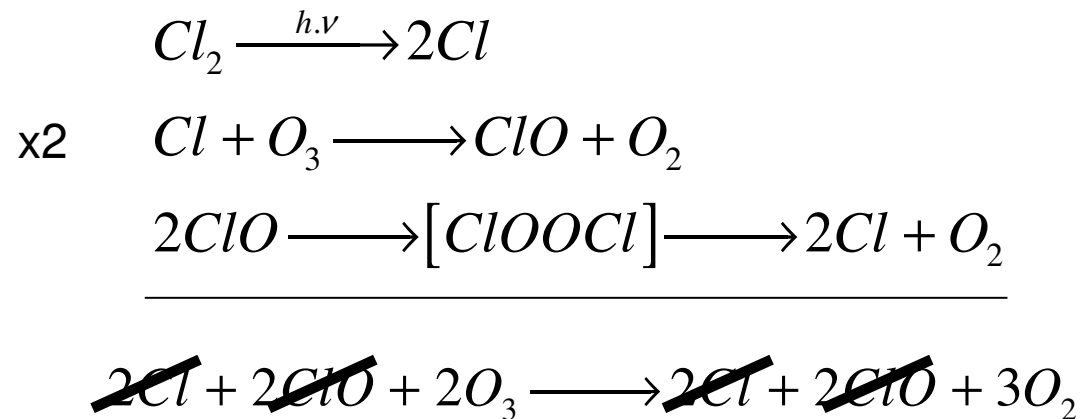 Cl₂ —h.ν→ 2Cl
x2 Cl + O₃ ⟶ ClO + O₂
2ClO ⟶ [ClOOCl] ⟶ 2Cl + O₂
2Cl + 2ClO + 2O₃ ⟶ 2Cl + 2ClO + 3O₂